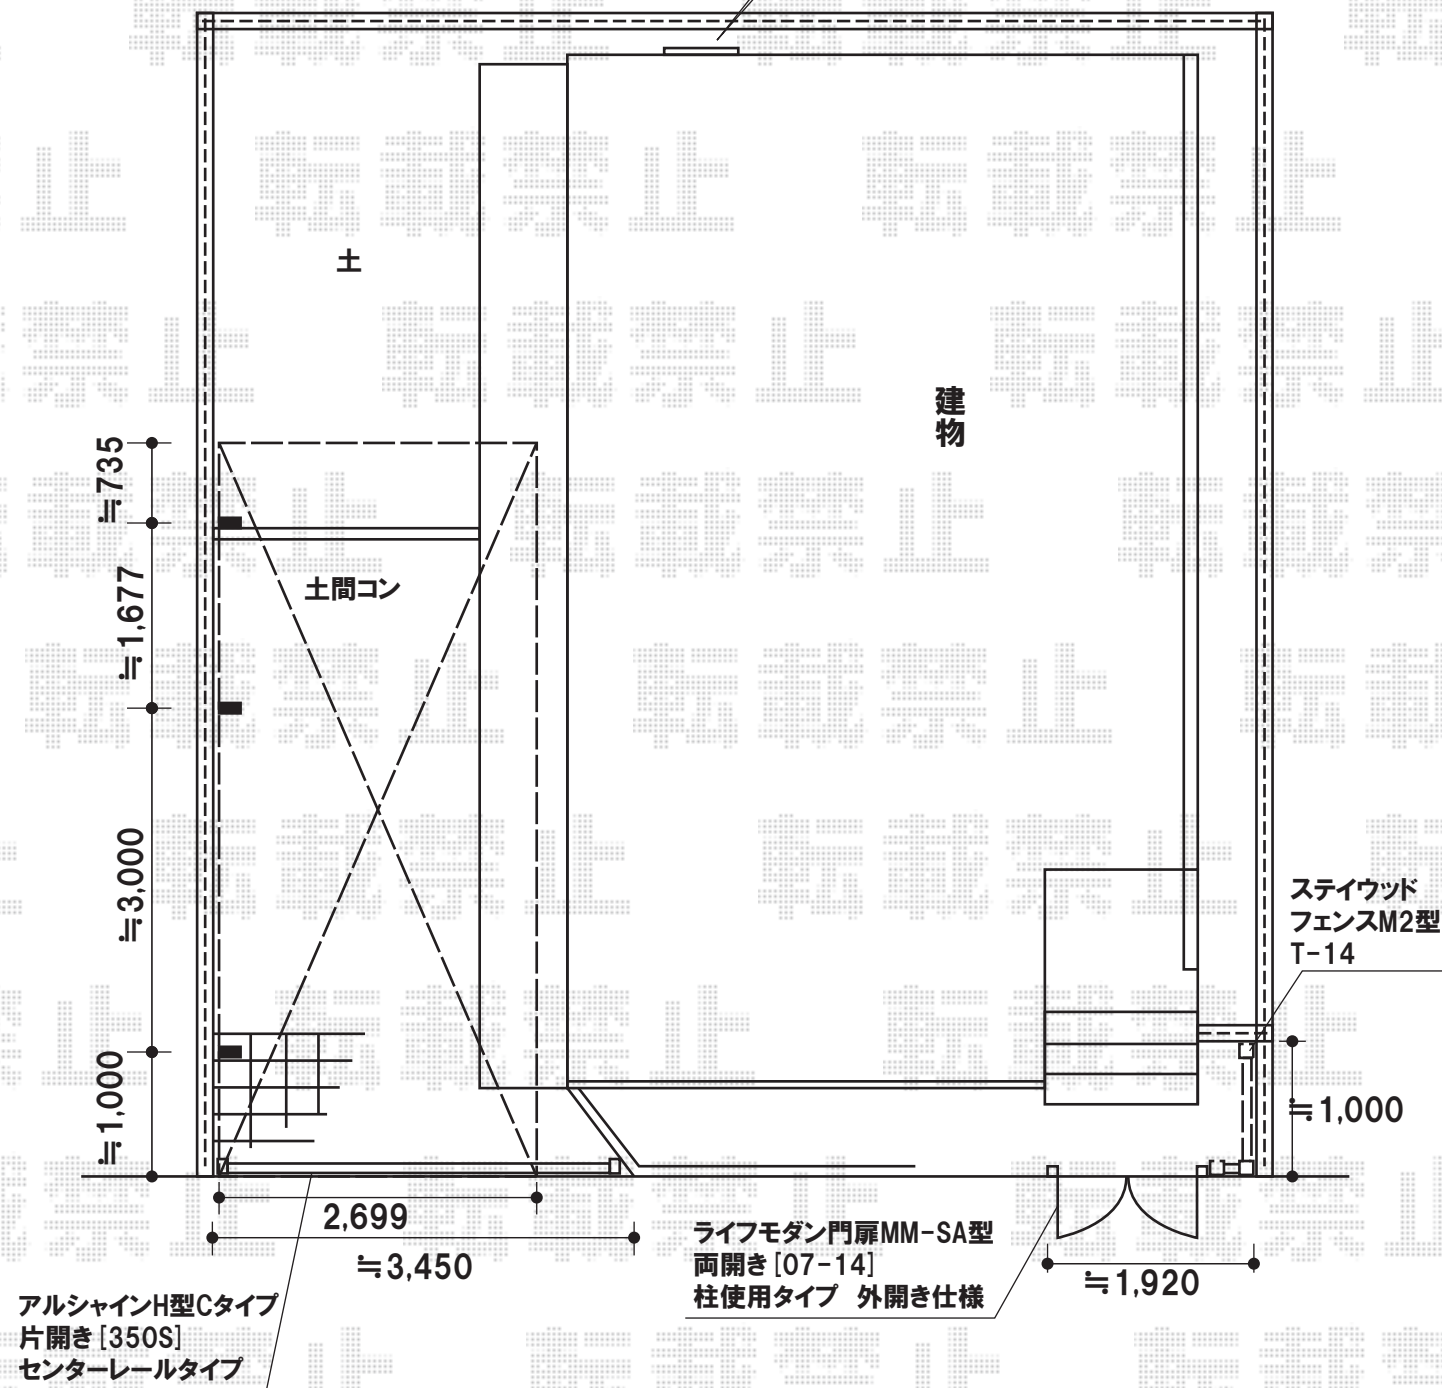 土
建物
≒735
土間コン
≒1,677
≒3,000
ステイウッド
フェンスM2型
T-14
≒1,000
≒1,000
2,699
≒3,450
ライフモダン門扉MM-SA型
両開き[07-14]
柱使用タイプ 外開き仕様
≒1,920
アルシャインH型Cタイプ
片開き[350S]
センターレールタイプ
転載禁止